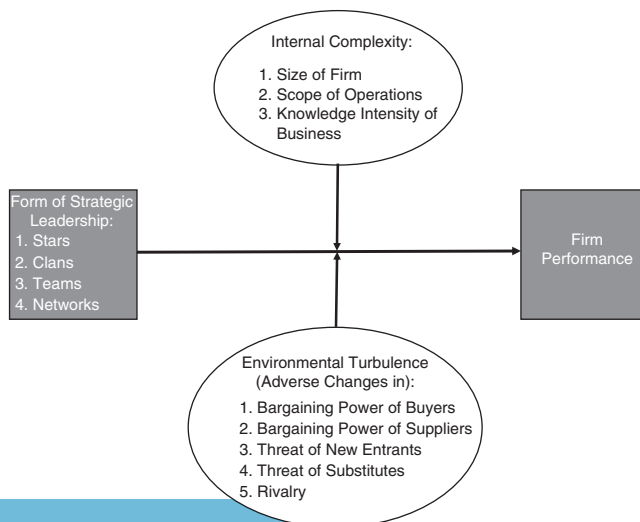 Internal Complexity:
1. Size of Firm
2. Scope of Operations
3. Knowledge Intensity of
Business
Form of Strategic
Leadership:
1. Stars
2. Clans
3. Teams
4. Networks
Firm
Performance
Environmental Turbulence
(Adverse Changes in):
1. Bargaining Power of Buyers
2. Bargaining Power of Suppliers
3. Threat of New Entrants
4. Threat of Substitutes
5. Rivalry